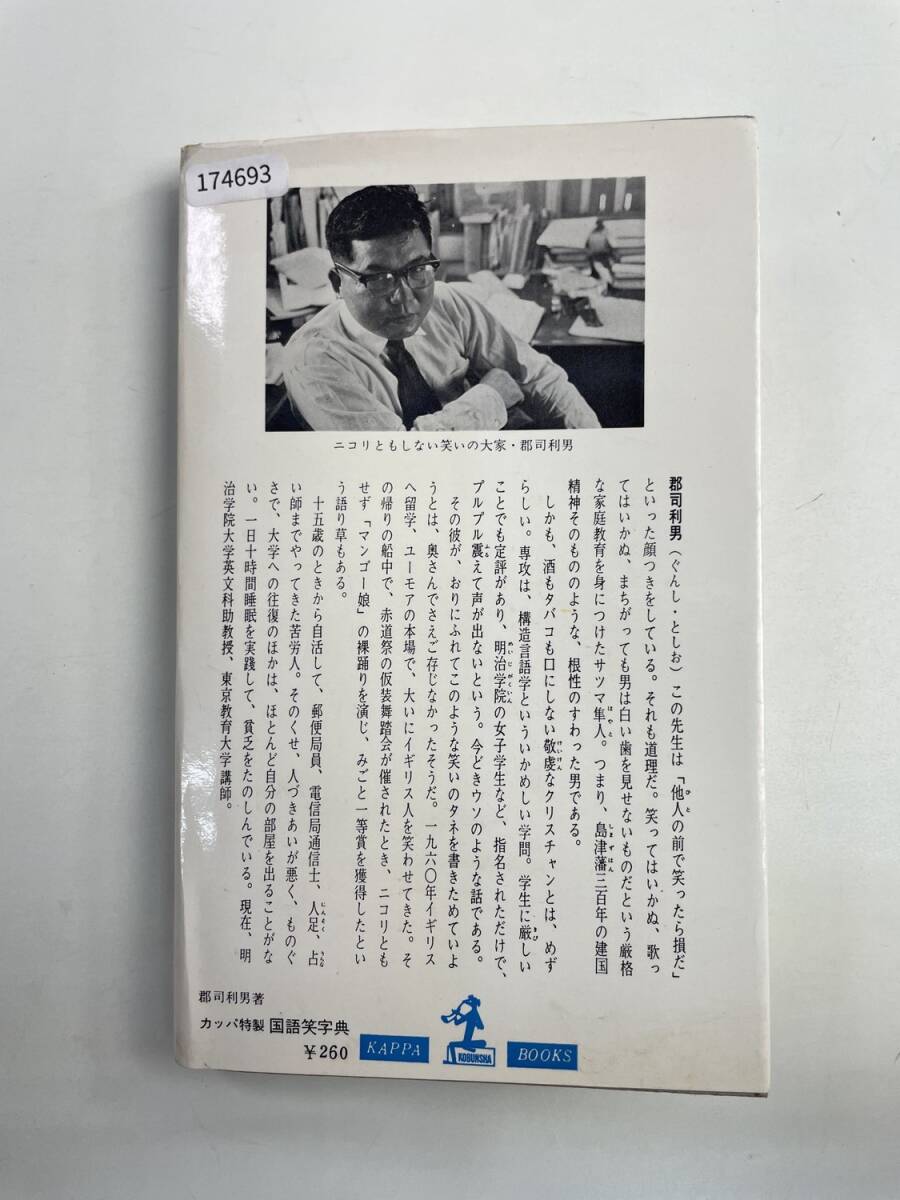 174693
ニコリともしない笑いの大家・郡司利男
郡司利男（ぐんし・としお）この先生は「他人の前で笑ったら損だ」
といった顔つきをしている。それも道理だ。笑ってはいかぬ、歌っ
てはいかぬ、まちがっても男は白い歯を見せないものだという厳格
な家庭教育を身につけたサツマ隼人。つまり、島津藩三百年の建国
精神そのもののような、根性のすわった男である。
しかも、酒もタバコも口にしない敬虔なクリスチャンとは、めず
らしい。専攻は、構造言語学といういかめしい学問。学生に厳しい
ことでも定評があり、明治学院の女子学生など、指名されただけで、
ブルブル震えて声が出ないという。今どきウソのような話である。
その彼が、おりにふれてこのような笑いのタネを書きためていよ
うとは、奥さんでさえご存じなかったそうだ。一九六〇年イギリス
へ留学、ユーモアの本場で、大いにイギリス人を笑わせてきた。そ
の帰りの船中で、赤道祭の仮装舞踏会が催されたとき、ニコリとも
せず「マンゴー娘」の裸踊りを演じ、みごと一等賞を獲得したとい
う語り草もある。
十五歳のときから自活して、郵便局員、電信局通信士、人足、占
い師までやってきた苦労人。そのくせ、人づきあいが悪く、ものぐ
さで、大学への往復のほかは、ほとんど自分の部屋を出ることがな
い。一日十時間睡眠を実践して、貧乏をたのしんでいる。現在、明
治学院大学英文科助教授、東京教育大学講師。
郡司利男著
カッパ特製 国語笑字典
￥260
KAPPA
KOBUNSHA
BOOKS